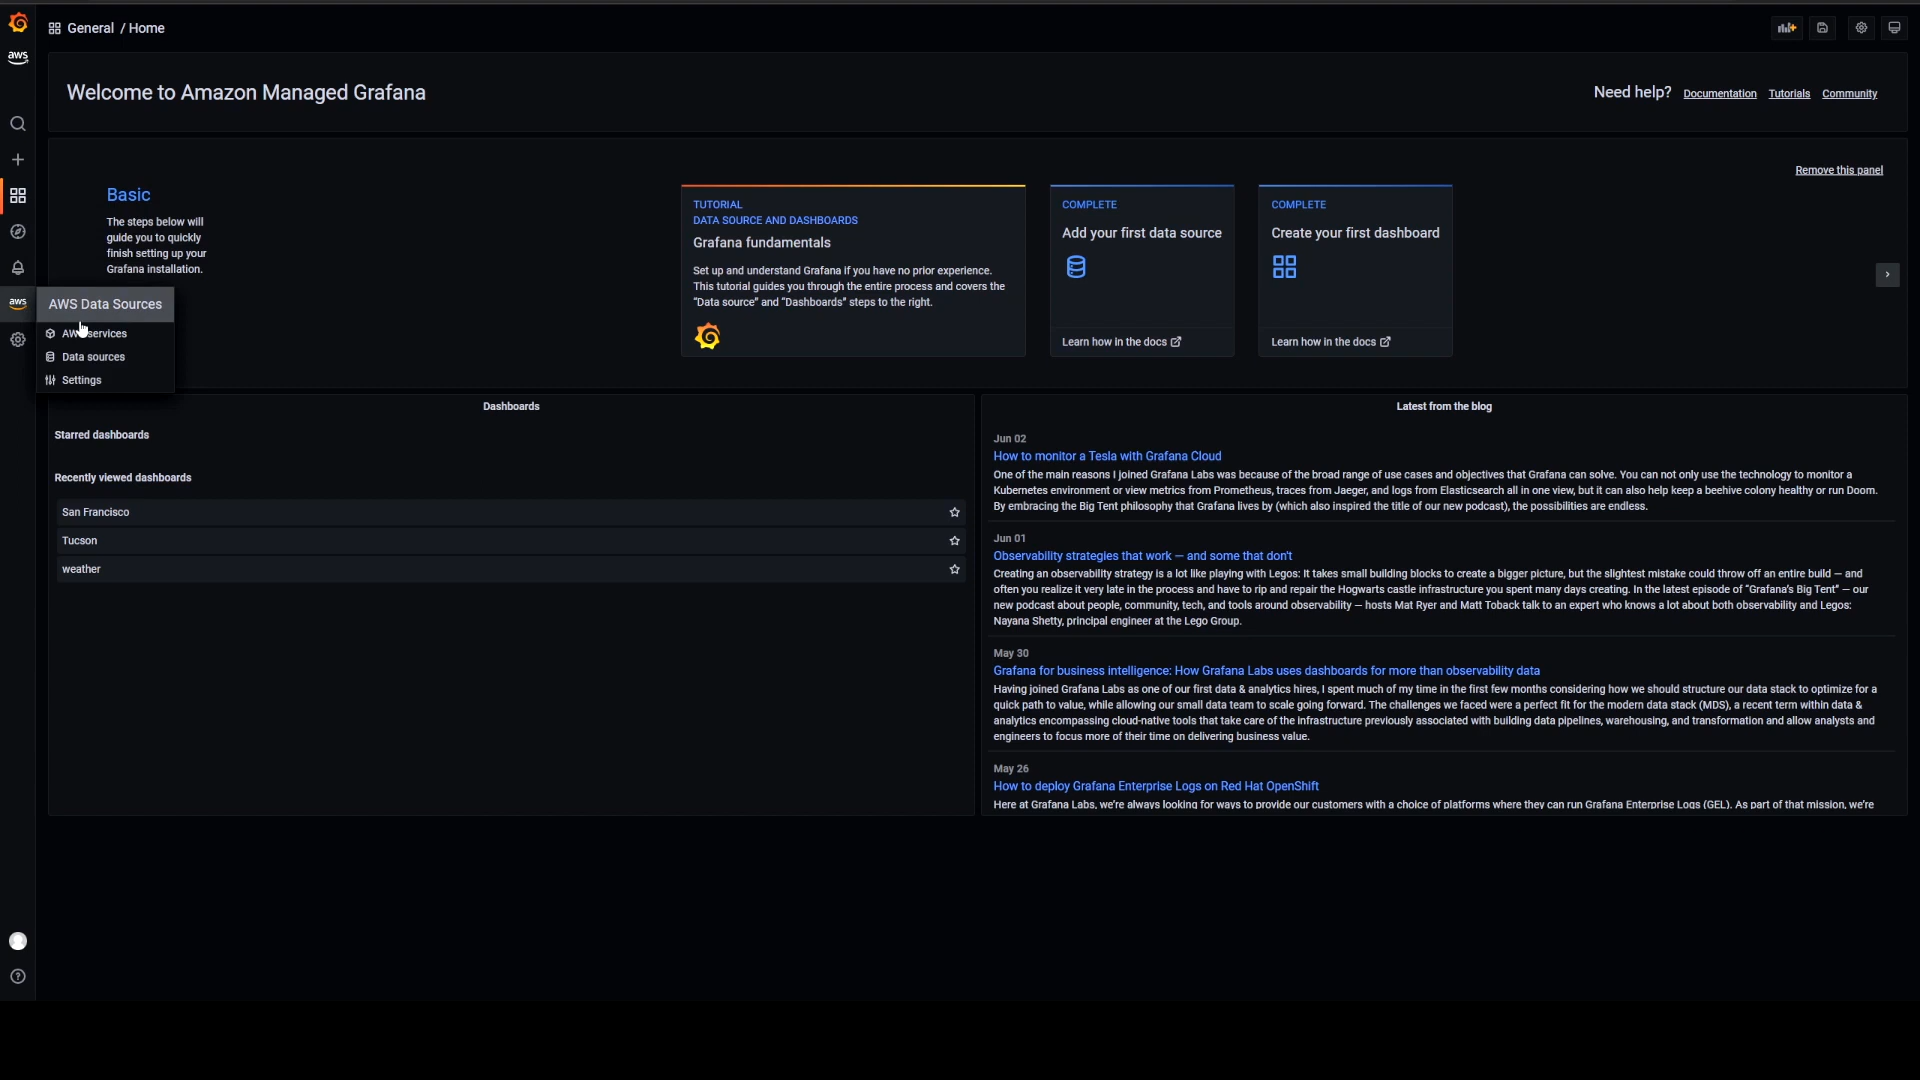 General / Home
aws
Welcome to Amazon Managed Grafana
Need help? Documentation Tutorials Community
Remove this panel
Basic
The steps below will
guide you to quickly
finish setting up your
Grafana installation.
TUTORIAL
DATA SOURCE AND DASHBOARDS
Grafana fundamentals
Set up and understand Grafana if you have no prior experience.
This tutorial guides you through the entire process and covers the
"Data source" and "Dashboards" steps to the right.
COMPLETE
Add your first data source
Learn how in the docs
COMPLETE
Create your first dashboard
Learn how in the docs
aws
AWS Data Sources
services
Data sources
Settings
Dashboards
Starred dashboards
Recently viewed dashboards
San Francisco
Tucson
weather
Latest from the blog
Jun 02
How to monitor a Tesla with Grafana Cloud
One of the main reasons I joined Grafana Labs was because of the broad range of use cases and objectives that Grafana can solve. You can not only use the technology to monitor a
Kubernetes environment or view metrics from Prometheus, traces from Jaeger, and logs from Elasticsearch all in one view, but it can also help keep a beehive colony healthy or run Doom.
By embracing the Big Tent philosophy that Grafana lives by (which also inspired the title of our new podcast), the possibilities are endless.
Jun 01
Observability strategies that work — and some that don't
Creating an observability strategy is a lot like playing with Legos: It takes small building blocks to create a bigger picture, but the slightest mistake could throw off an entire build — and
often you realize it very late in the process and have to rip and repair the Hogwarts castle infrastructure you spent many days creating. In the latest episode of "Grafana's Big Tent" — our
new podcast about people, community, tech, and tools around observability — hosts Mat Ryer and Matt Toback talk to an expert who knows a lot about both observability and Legos:
Nayana Shetty, principal engineer at the Lego Group.
May 30
Grafana for business intelligence: How Grafana Labs uses dashboards for more than observability data
Having joined Grafana Labs as one of our first data & analytics hires, I spent much of my time in the first few months considering how we should structure our data stack to optimize for a
quick path to value, while allowing our small data team to scale going forward. The challenges we faced were a perfect fit for the modern data stack (MDS), a recent term within data &
analytics encompassing cloud-native tools that take care of the infrastructure previously associated with building data pipelines, warehousing, and transformation and allow analysts and
engineers to focus more of their time on delivering business value.
May 26
How to deploy Grafana Enterprise Logs on Red Hat OpenShift
Here at Grafana Labs, we're always looking for ways to provide our customers with a choice of platforms where they can run Grafana Enterprise Logs (GEL). As part of that mission, we're